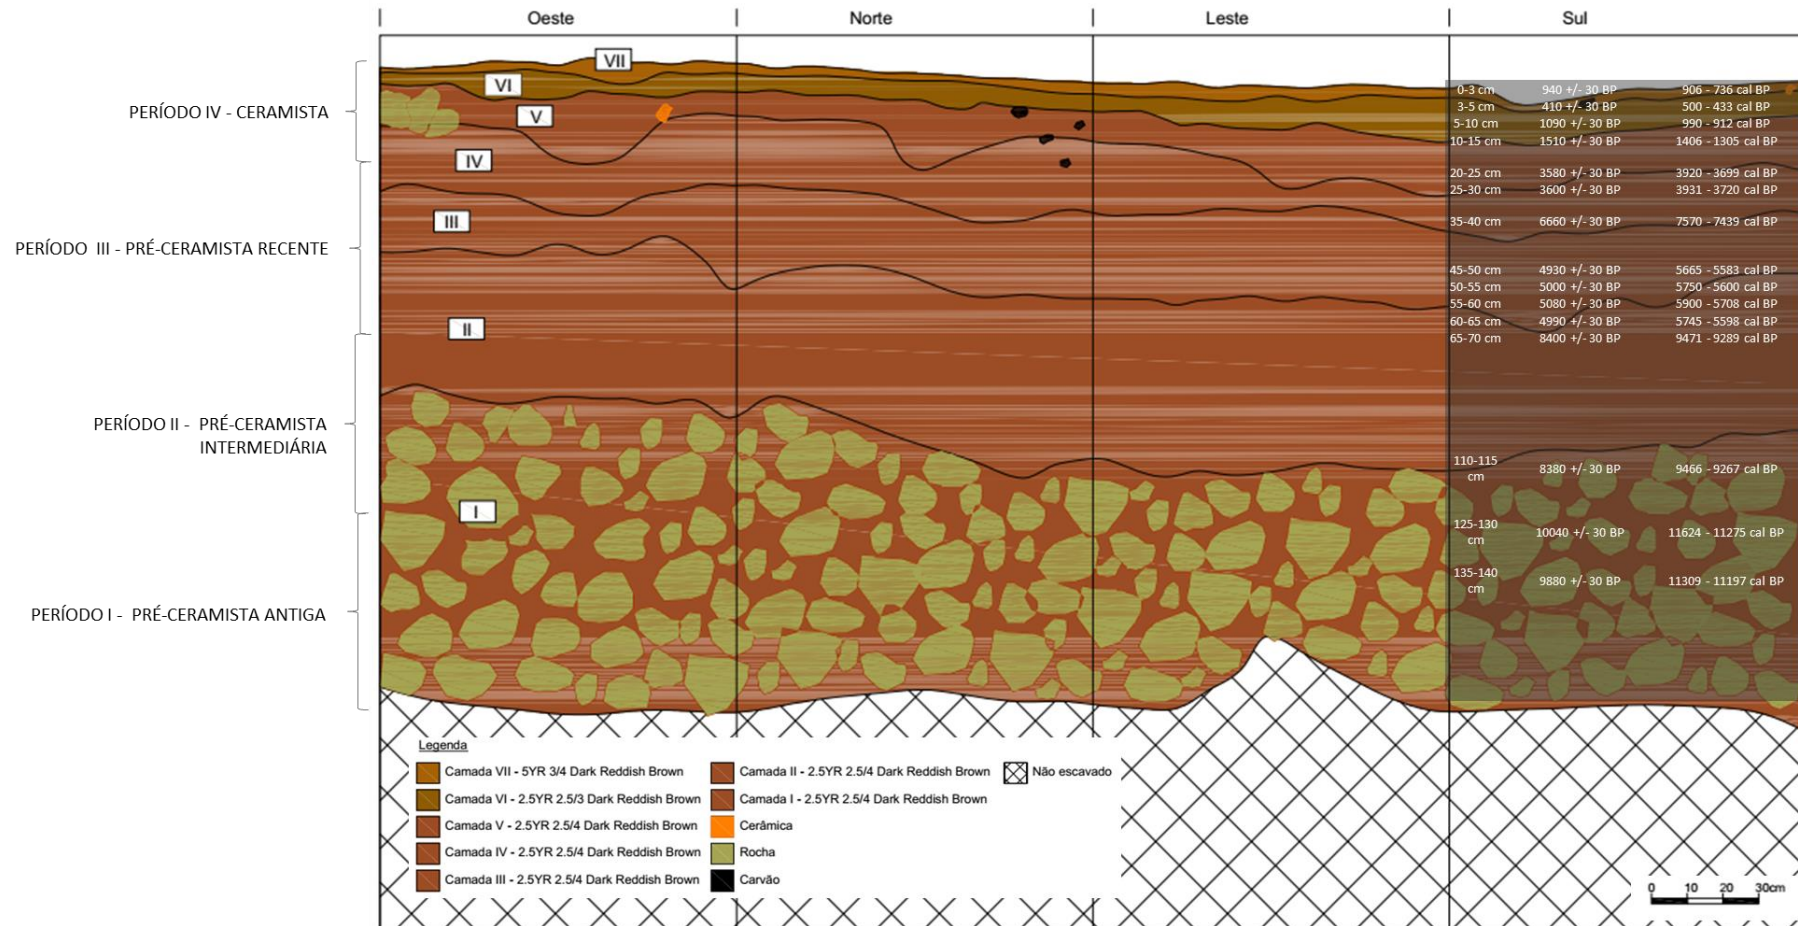 Oeste Norte Leste Sul
VII
VI
V
IV
III
II
I
PERÍODO IV - CERAMISTA
PERÍODO III - PRÉ-CERAMISTA RECENTE
PERÍODO II - PRÉ-CERAMISTA
INTERMEDIÁRIA
PERÍODO I - PRÉ-CERAMISTA ANTIGA
0-3 cm 940 +/- 30 BP 906 - 736 cal BP
3-5 cm 410 +/- 30 BP 500 - 433 cal BP
5-10 cm 1090 +/- 30 BP 990 - 912 cal BP
10-15 cm 1510 +/- 30 BP 1406 - 1305 cal BP
20-25 cm 3580 +/- 30 BP 3920 - 3699 cal BP
25-30 cm 3600 +/- 30 BP 3931 - 3720 cal BP
35-40 cm 6660 +/- 30 BP 7570 - 7439 cal BP
45-50 cm 4930 +/- 30 BP 5665 - 5583 cal BP
50-55 cm 5000 +/- 30 BP 5750 - 5600 cal BP
55-60 cm 5080 +/- 30 BP 5900 - 5708 cal BP
60-65 cm 4990 +/- 30 BP 5745 - 5598 cal BP
65-70 cm 8400 +/- 30 BP 9471 - 9289 cal BP
110-115
cm 8380 +/- 30 BP 9466 - 9267 cal BP
125-130
cm 10040 +/- 30 BP 11624 - 11275 cal BP
135-140
cm 9880 +/- 30 BP 11309 - 11197 cal BP
Legenda
Camada VII - 5YR 3/4 Dark Reddish Brown
Camada VI - 2.5YR 2.5/3 Dark Reddish Brown
Camada V - 2.5YR 2.5/4 Dark Reddish Brown
Camada IV - 2.5YR 2.5/4 Dark Reddish Brown
Camada III - 2.5YR 2.5/4 Dark Reddish Brown
Camada II - 2.5YR 2.5/4 Dark Reddish Brown
Camada I - 2.5YR 2.5/4 Dark Reddish Brown
Cerâmica
Rocha
Carvão
Não escavado
0 10 20 30cm